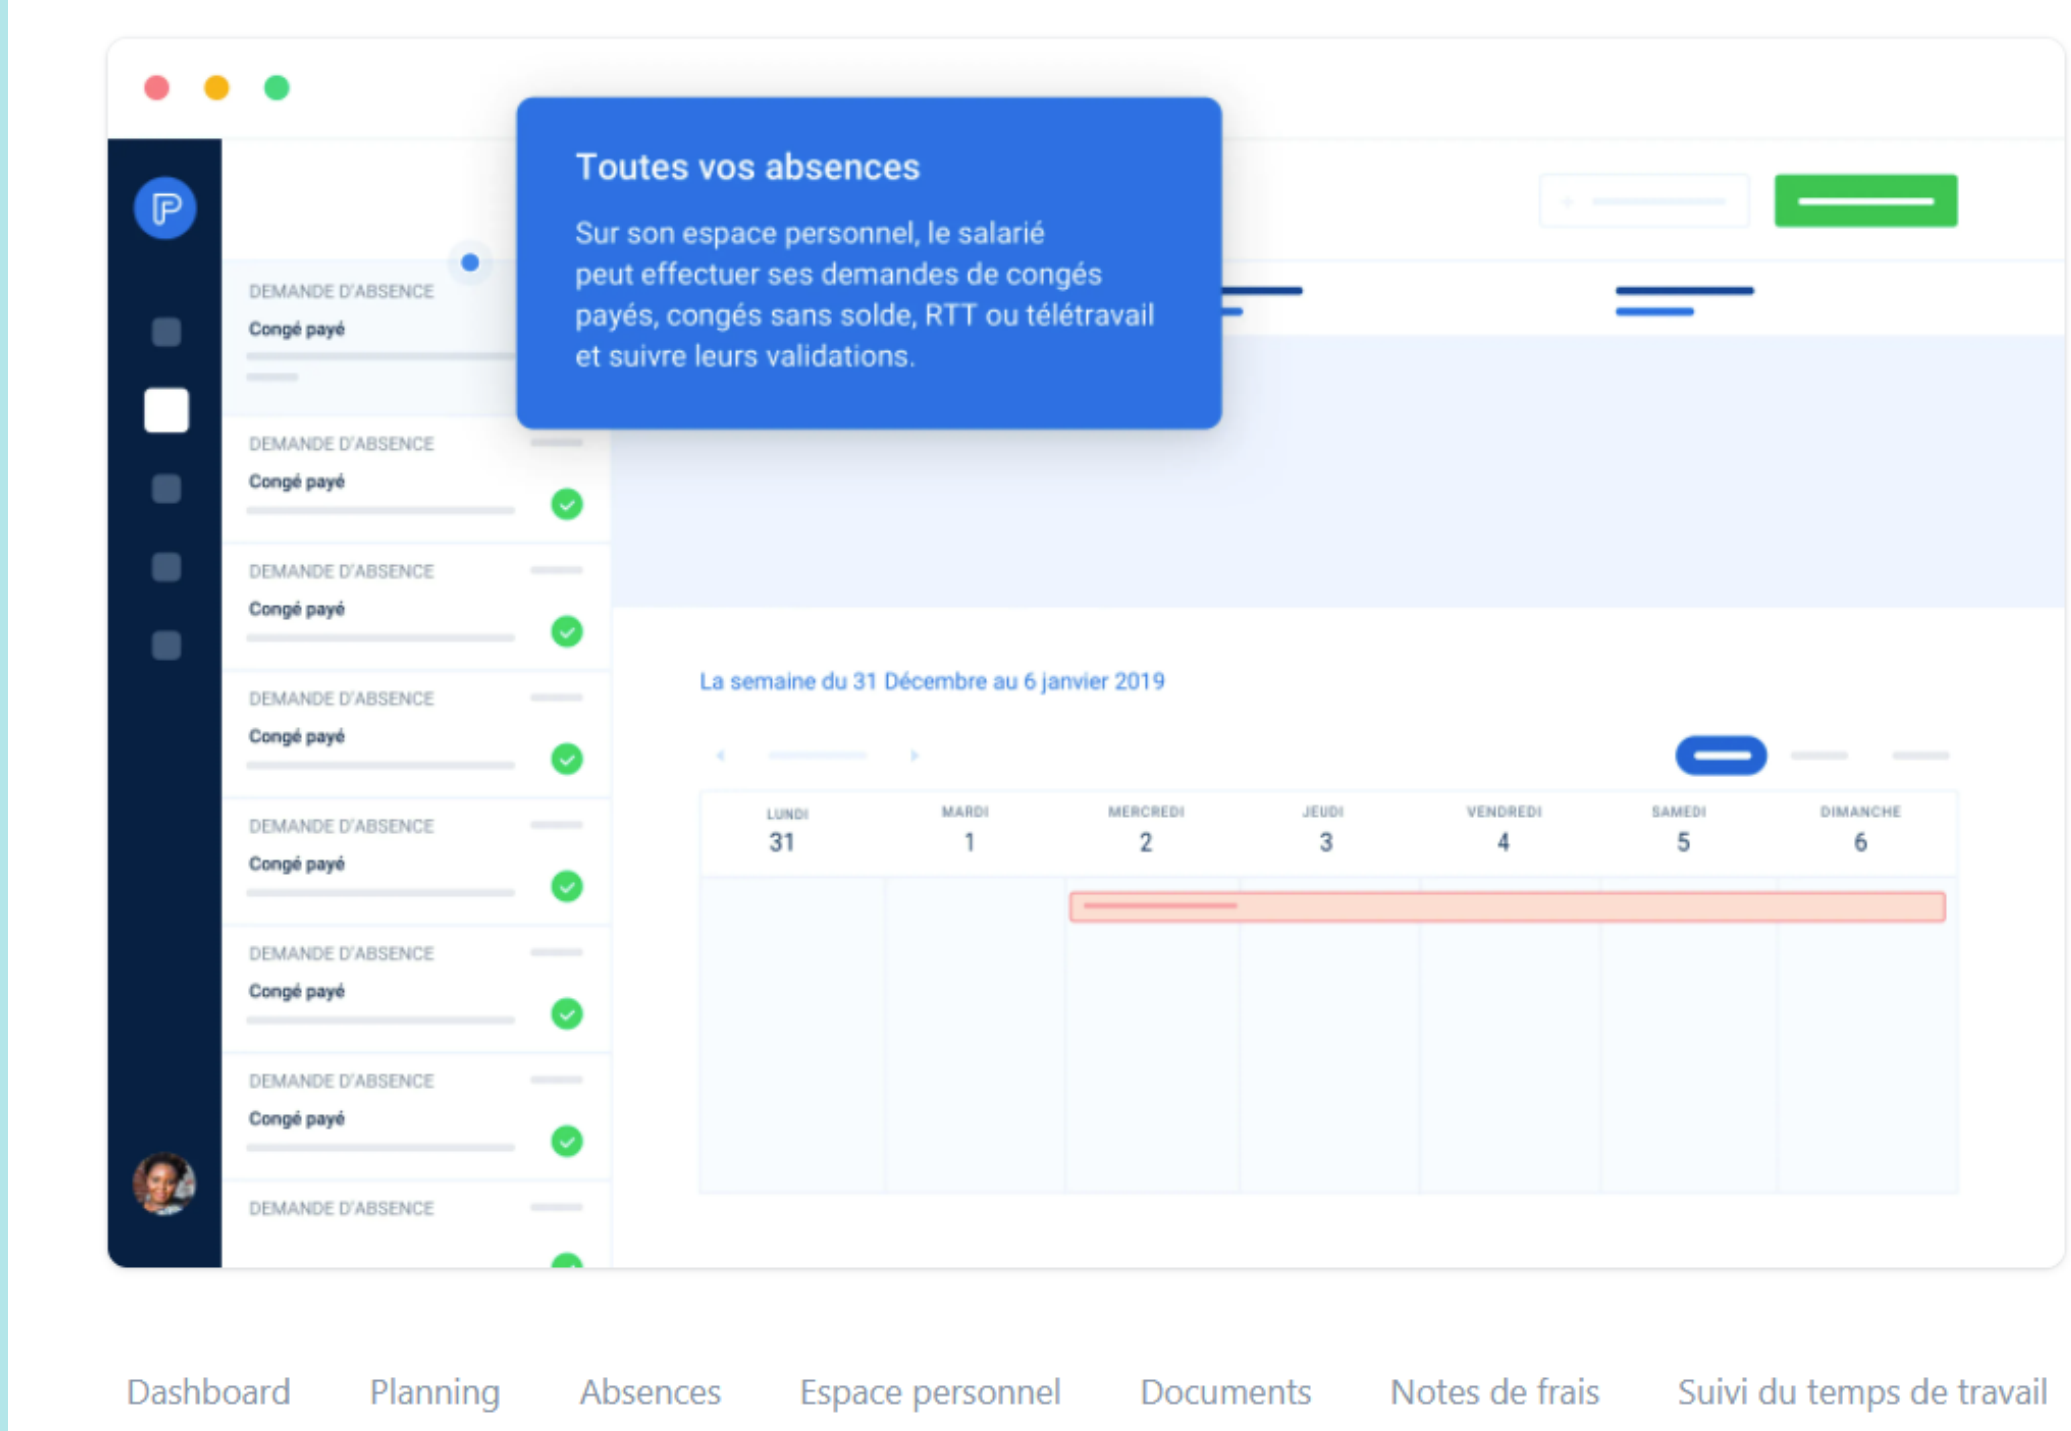 Toutes vos absences
Sur son espace personnel, le salarié
peut effectuer ses demandes de congés
payés, congés sans solde, RTT ou télétravail
et suivre leurs validations.
DEMANDE D'ABSENCE
Congé payé
DEMANDE D'ABSENCE
Congé payé
DEMANDE D'ABSENCE
Congé payé
DEMANDE D'ABSENCE
Congé payé
DEMANDE D'ABSENCE
Congé payé
DEMANDE D'ABSENCE
Congé payé
DEMANDE D'ABSENCE
Congé payé
DEMANDE D'ABSENCE
La semaine du 31 Décembre au 6 janvier 2019
LUNDI MARDI MERCREDI JEUDI VENDREDI SAMEDI DIMANCHE
31 1 2 3 4 5 6
Dashboard Planning Absences Espace personnel Documents Notes de frais Suivi du temps de travail